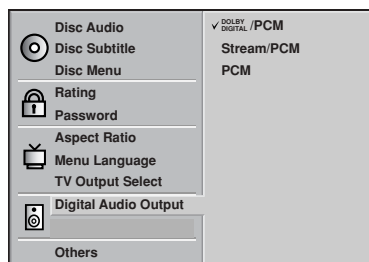 Disc Audio
Disc Subtitle
Disc Menu
Rating
Password
Aspect Ratio
Menu Language
TV Output Select
Digital Audio Output
Others
DOLBY DIGITAL /PCM
Stream/PCM
PCM